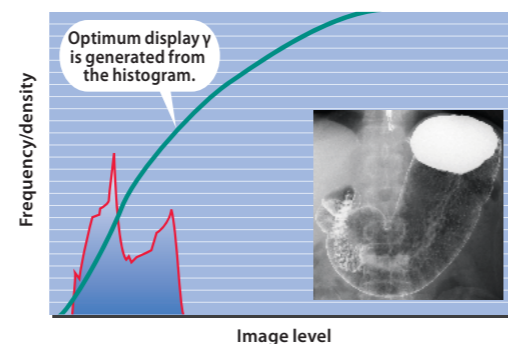 Optimum display γ
is generated from
the histogram.
Frequency/density
Image level